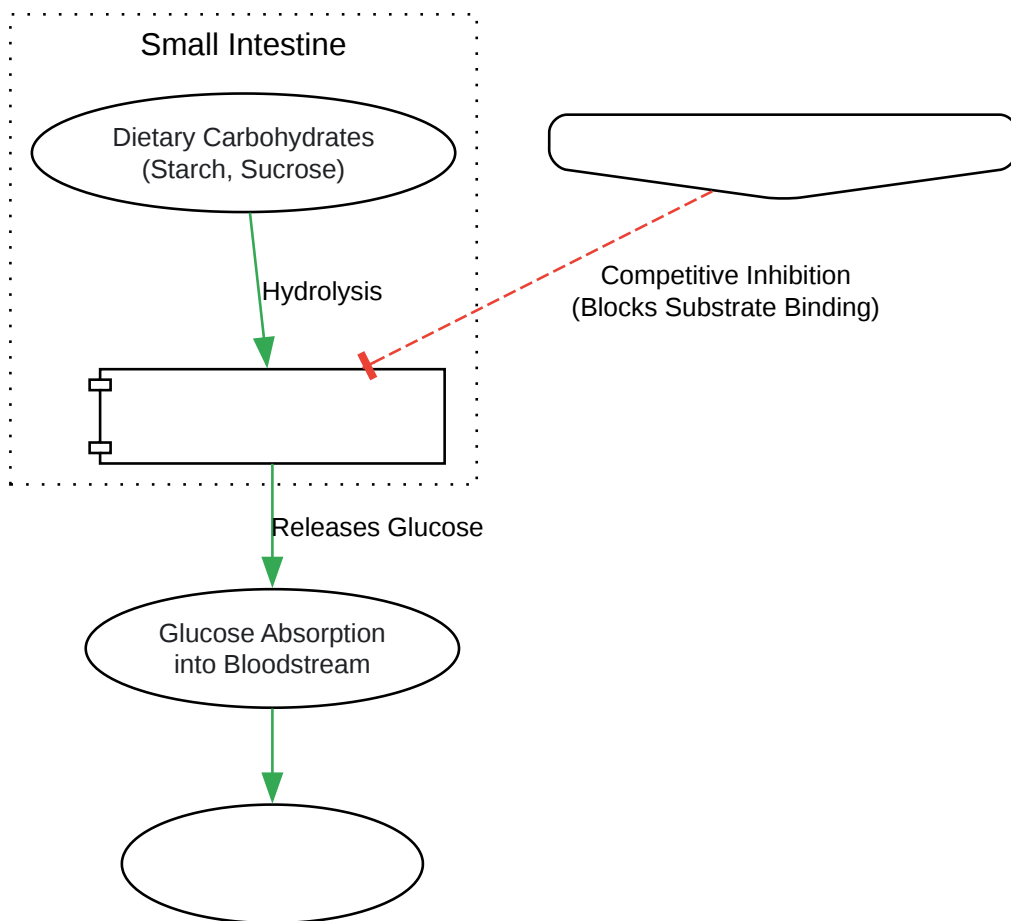 Small Intestine
Dietary Carbohydrates
(Starch, Sucrose)
Hydrolysis
Competitive Inhibition
(Blocks Substrate Binding)
Releases Glucose
Glucose Absorption
into Bloodstream